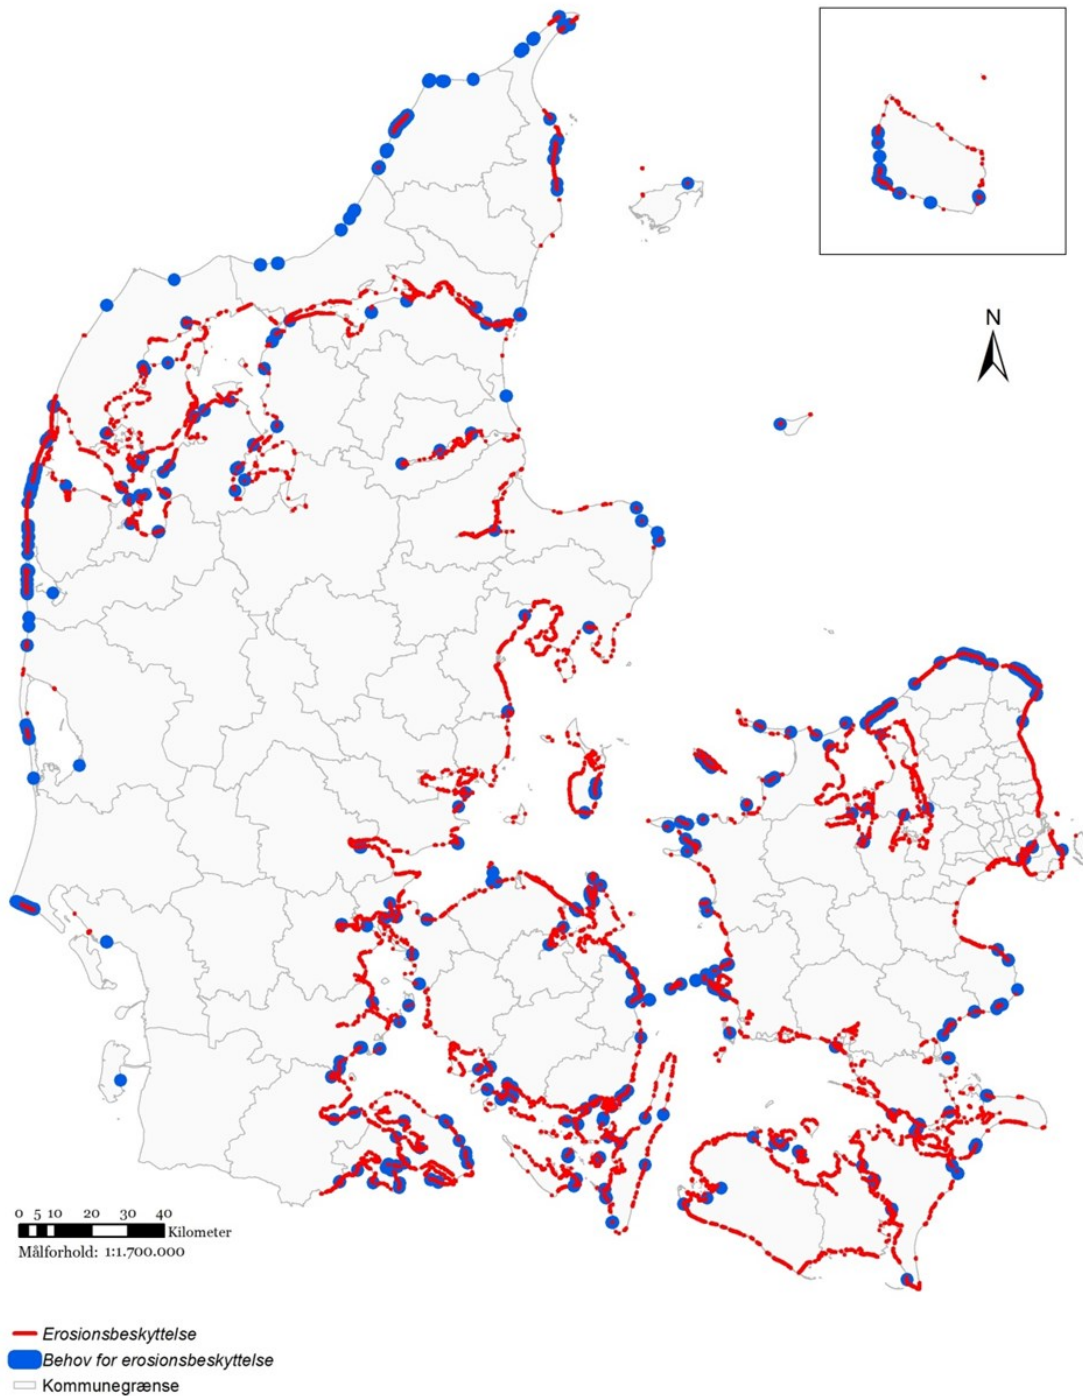 N
0 5 10 20 30 40
Kilometer
Målforhold: 1:1.700.000
Erosionsbeskyttelse
Behov for erosionsbeskyttelse
Kommunegrænse